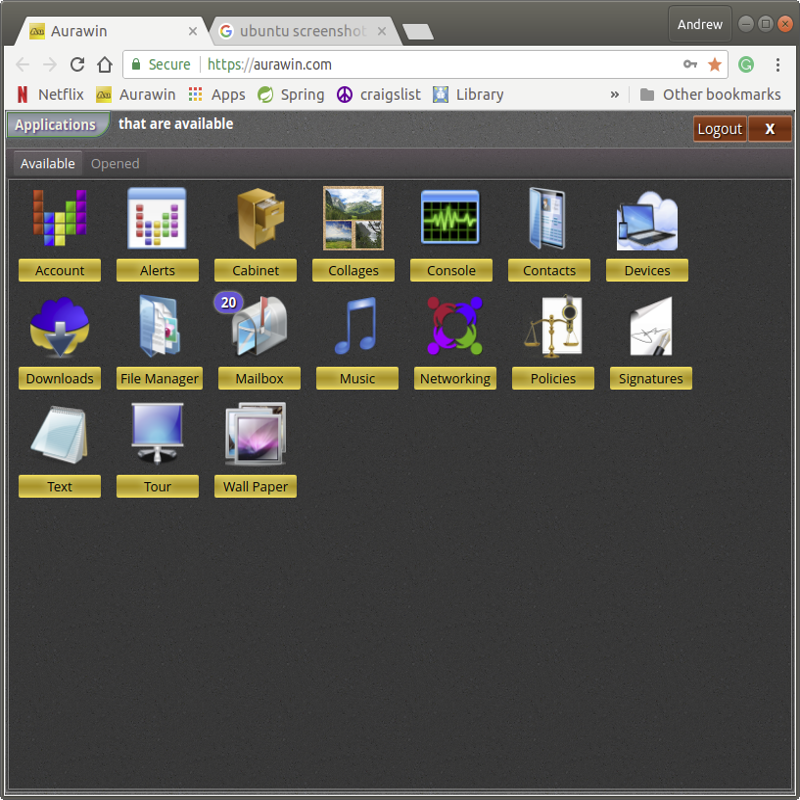 Aurawin
ubuntu screenshot
Andrew
Secure https://aurawin.com
Netflix Aurawin Apps Spring craigslist Library » Other bookmarks
Applications that are available
Logout X
Available Opened
Account Alerts Cabinet Collages Console Contacts Devices
20
Downloads File Manager Mailbox Music Networking Policies Signatures
Text Tour Wall Paper